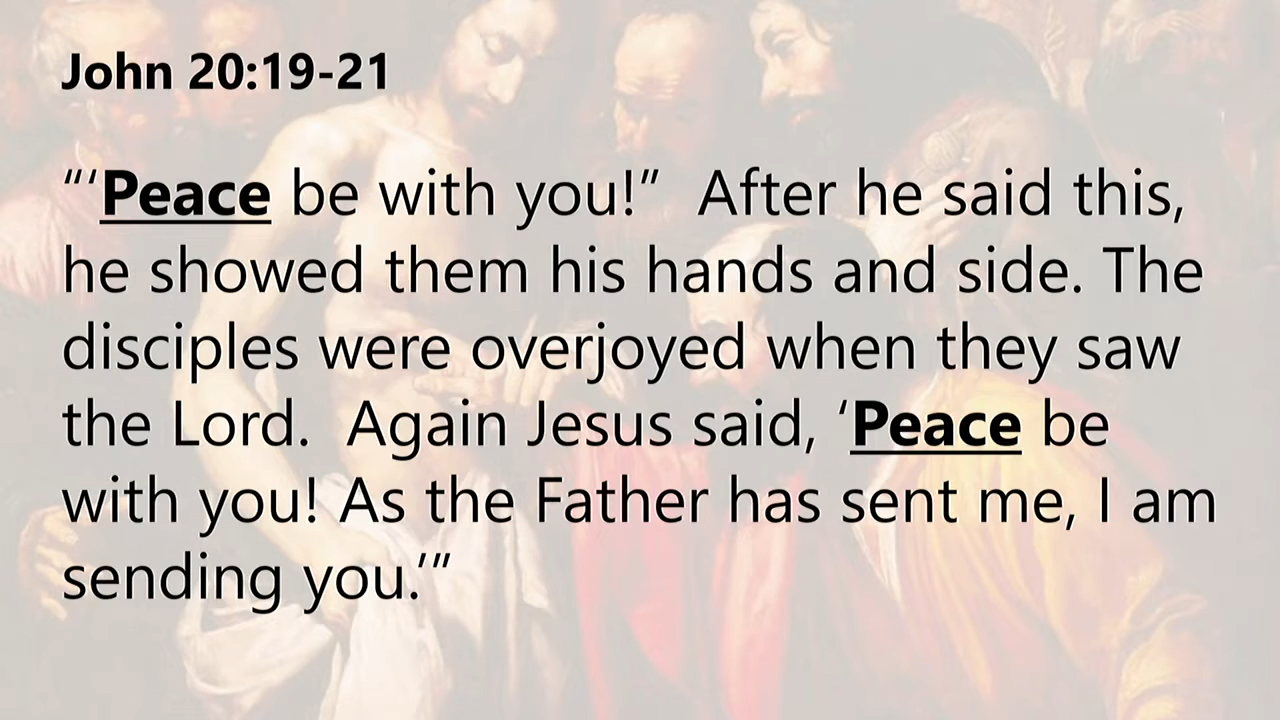 John 20:19-21
“‘Peace be with you!”  After he said this,
he showed them his hands and side. The
disciples were overjoyed when they saw
the Lord.  Again Jesus said, ‘Peace be
with you! As the Father has sent me, I am
sending you.’”